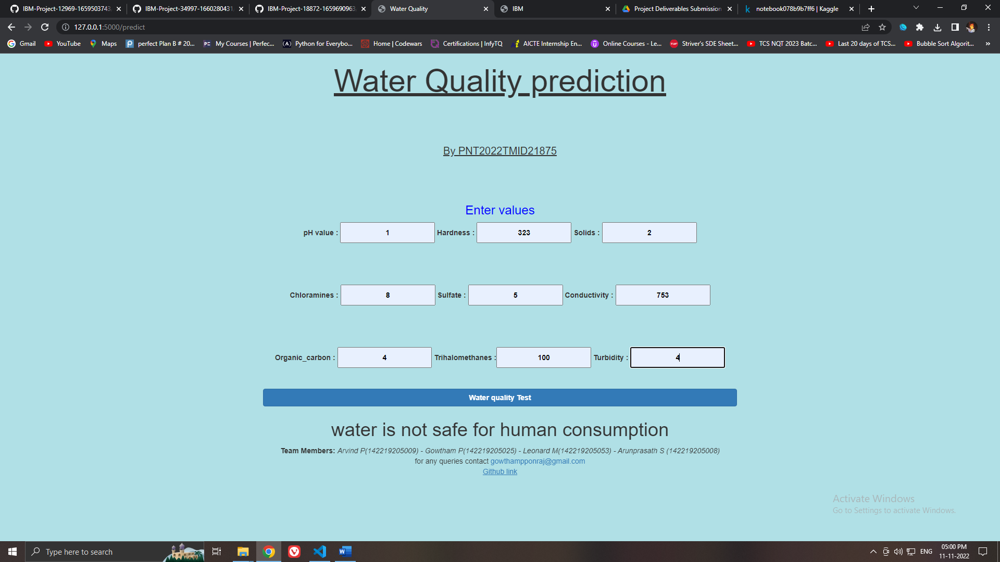 IBM-Project-12969-1659503743
IBM-Project-34997-1660280431
IBM-Project-18872-1659690963
Water Quality
IBM
Project Deliverables Submission
notebook078b9b7ff6 | Kaggle
127.0.0.1:5000/predict
Gmail
YouTube
Maps
perfect Plan B # 20...
My Courses | Perfec...
Python for Everybo...
Home | Codewars
Certifications | InfyTQ
AICTE Internship En...
Online Courses - Le...
Striver's SDE Sheet...
TCS NQT 2023 Batc...
Last 20 days of TCS...
Bubble Sort Algorit...
»
Water Quality prediction
By PNT2022TMID21875
Enter values
pH value : 1 Hardness : 323 Solids : 2
Chloramines : 8 Sulfate : 5 Conductivity : 753
Organic_carbon : 4 Trihalomethanes : 100 Turbidity : 4
Water quality Test
water is not safe for human consumption
Team Members: Arvind P(142219205009) - Gowtham P(142219205025) - Leonard M(142219205053) - Arunprasath S (142219205008)
for any queries contact gowthampponraj@gmail.com
Github link
Activate Windows
Go to Settings to activate Windows.
Type here to search
ENG
05:00 PM
11-11-2022